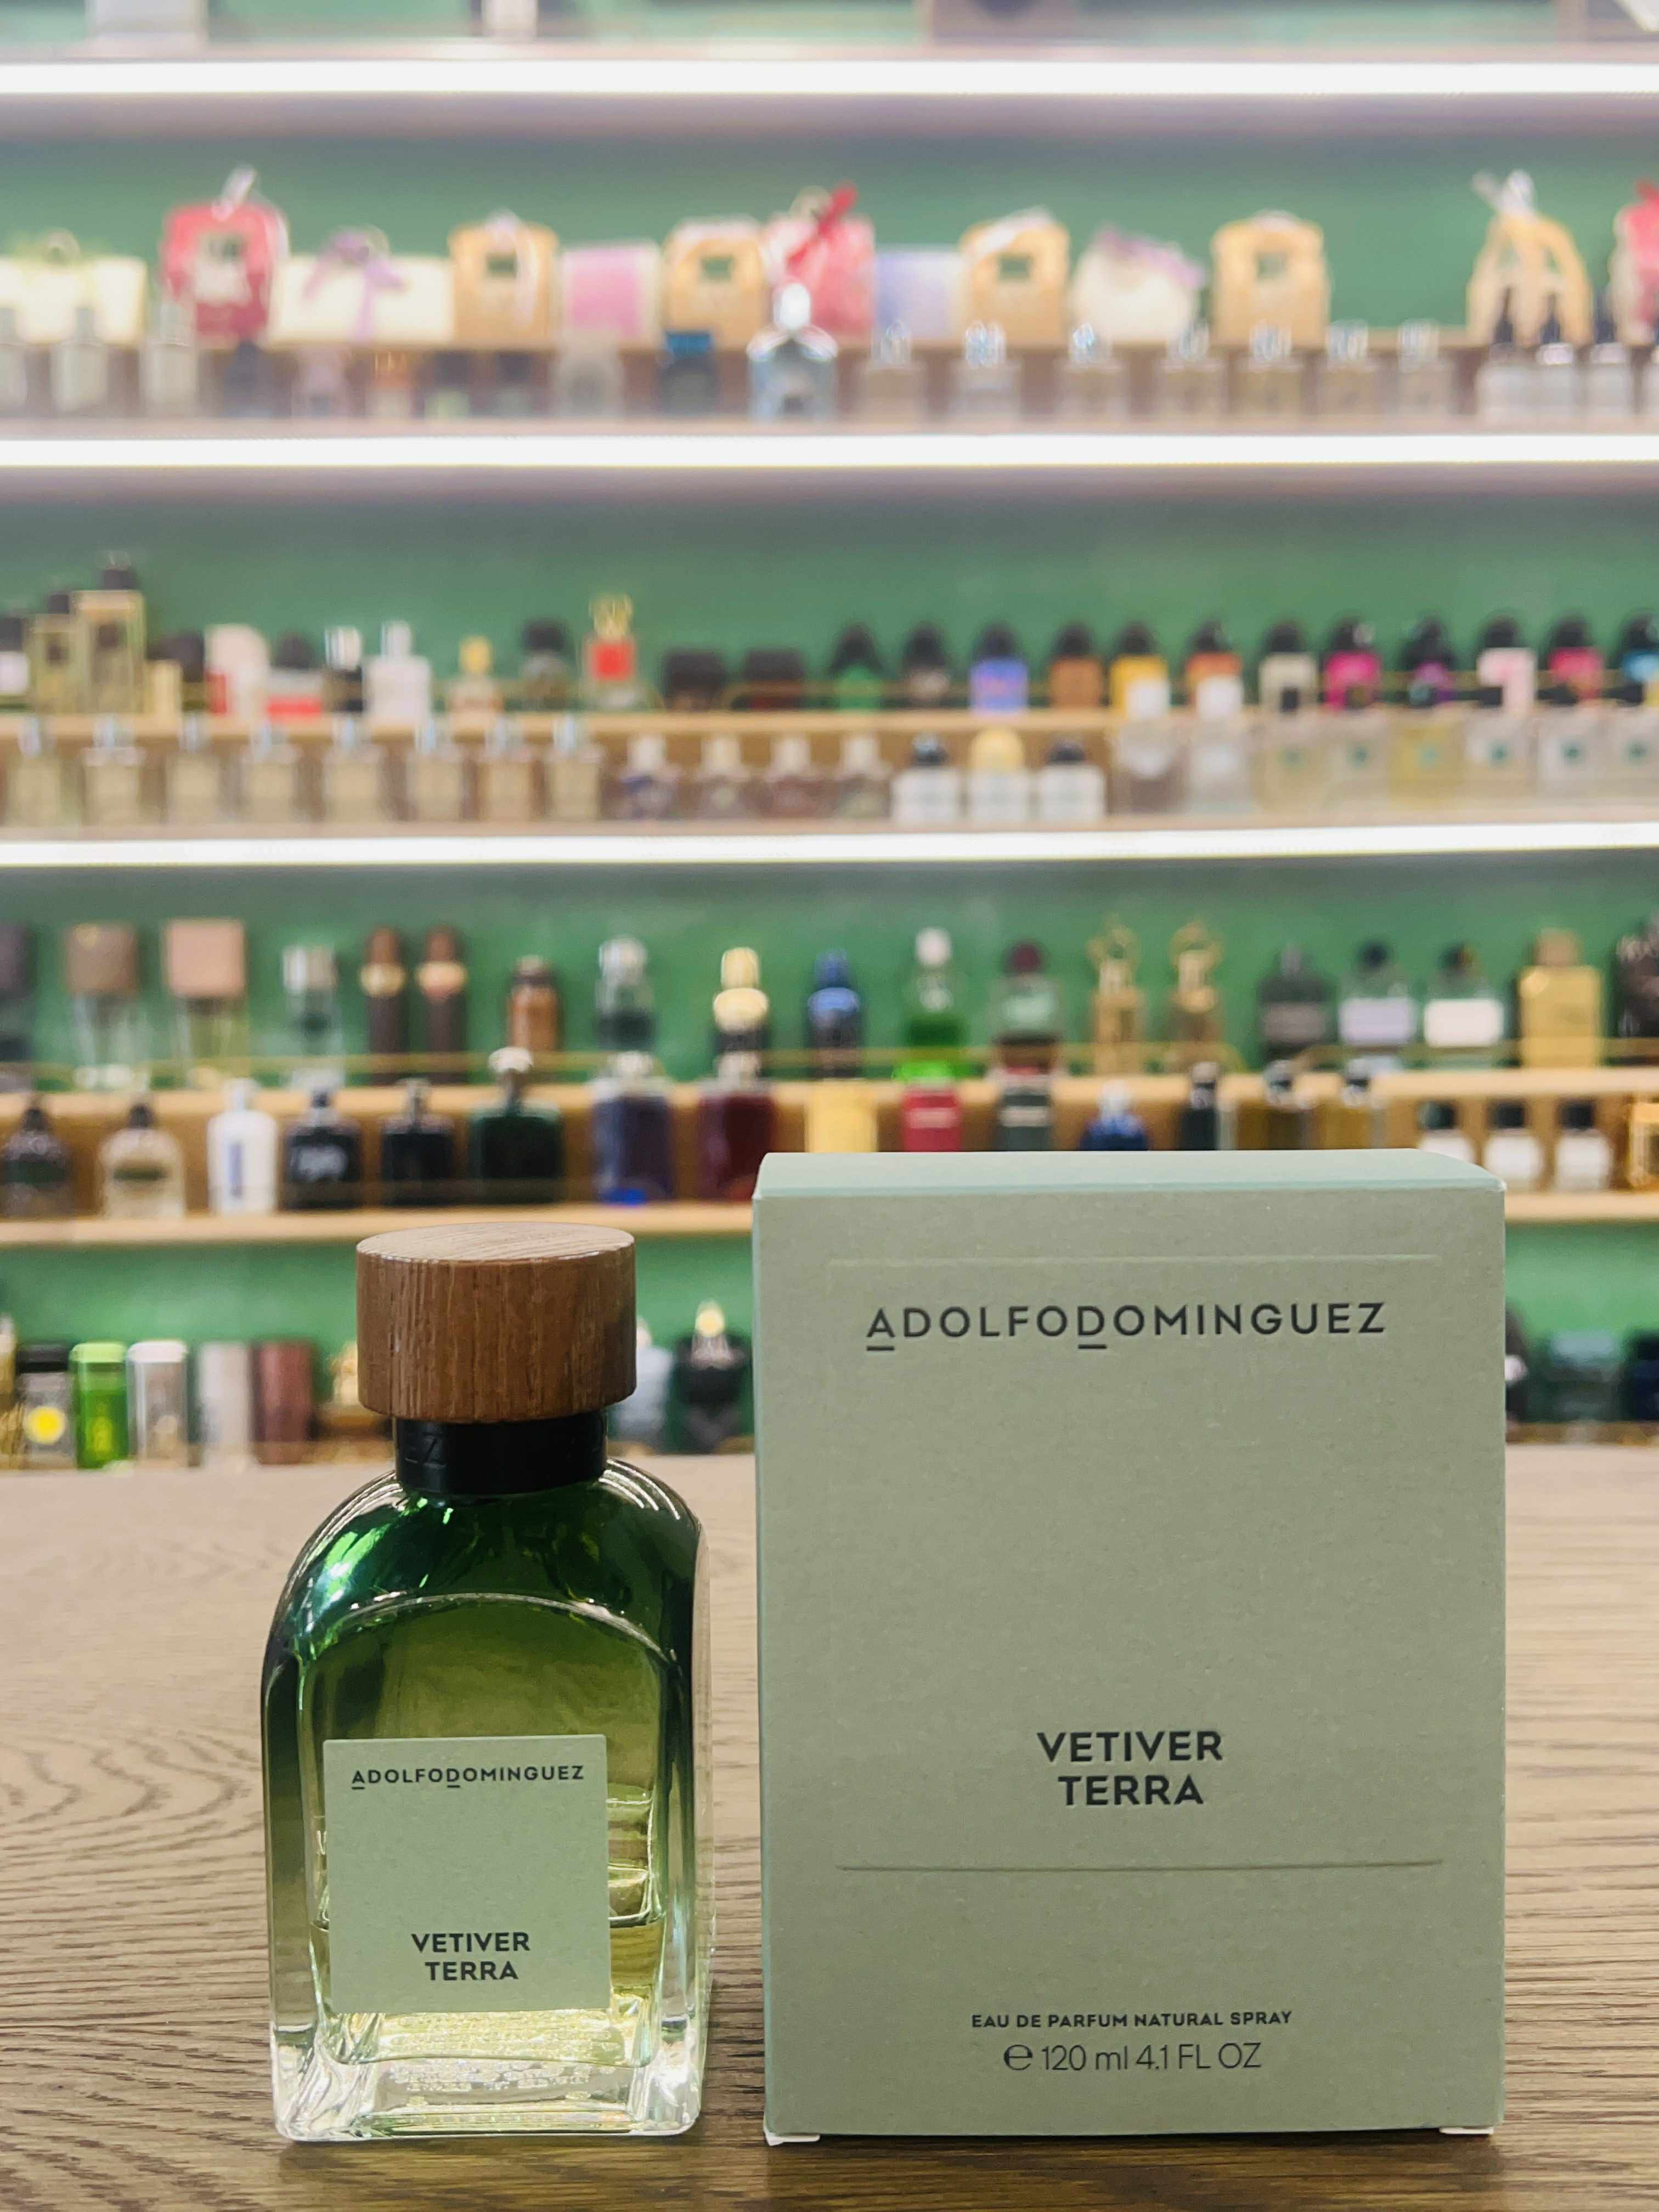 ADOLFODOMINGUEZ
VETIVER
TERRA
ADOLFODOMINGUEZ
VETIVER
TERRA
EAU DE PARFUM NATURAL SPRAY
℮ 120 ml 4.1 FL OZ